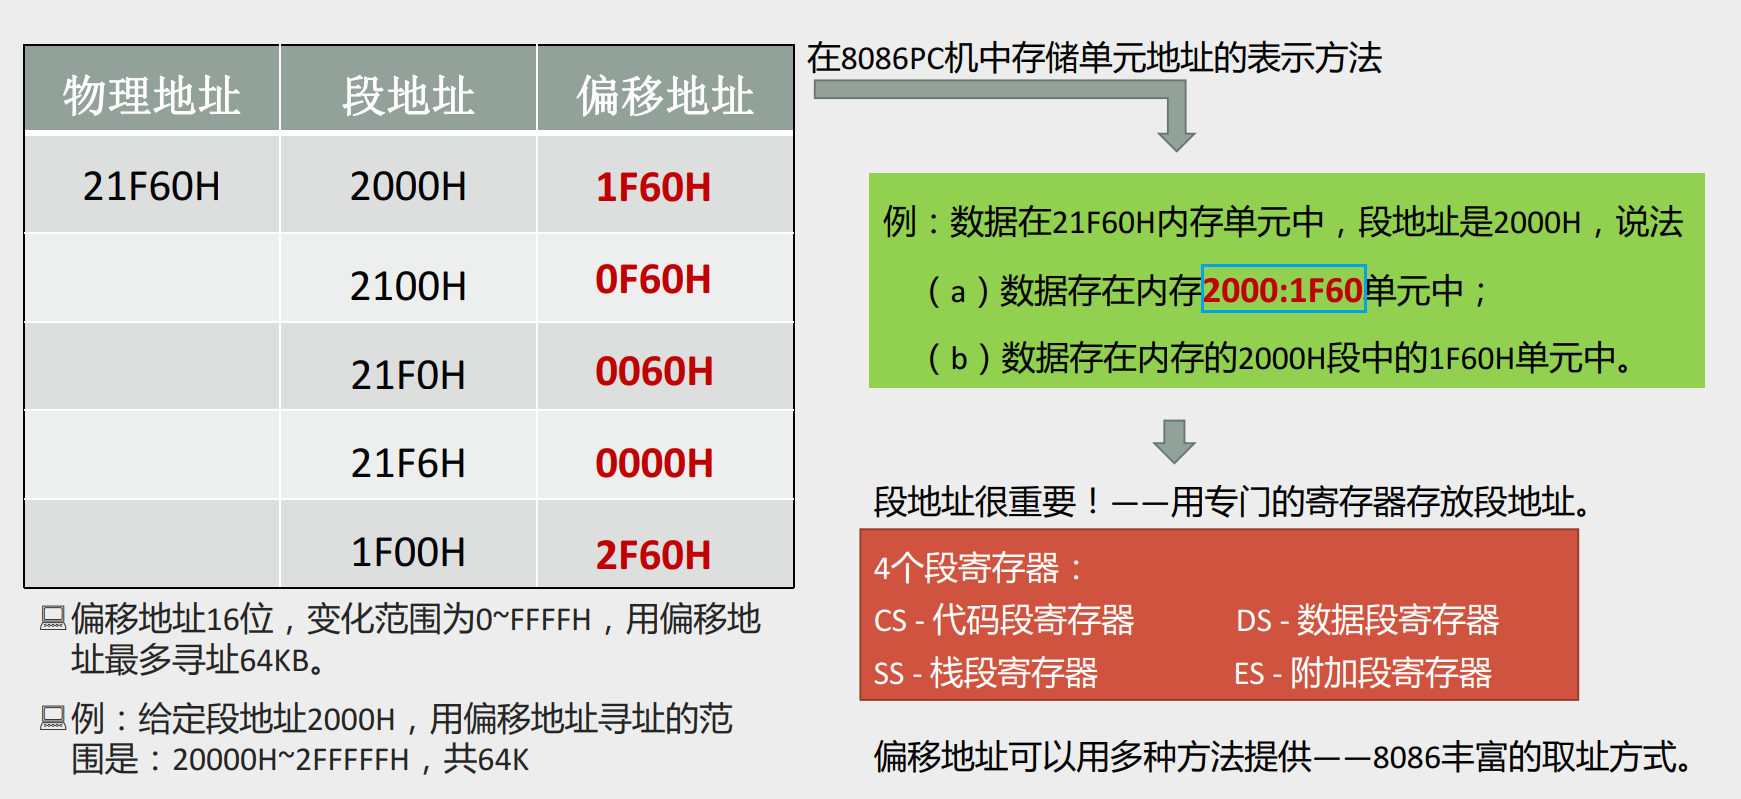 物理地址 段地址 偏移地址
21F60H 2000H 1F60H
2100H 0F60H
21F0H 0060H
21F6H 0000H
1F00H 2F60H
偏移地址16位，变化范围为0~FFFFH，用偏移地
址最多寻址64KB。
例：给定段地址2000H，用偏移地址寻址的范
围是：20000H~2FFFFFH，共64K
在8086PC机中存储单元地址的表示方法
例：数据在21F60H内存单元中，段地址是2000H，说法
（a）数据存在内存2000:1F60单元中；
（b）数据存在内存的2000H段中的1F60H单元中。
段地址很重要！——用专门的寄存器存放段地址。
4个段寄存器：
CS - 代码段寄存器 DS - 数据段寄存器
SS - 栈段寄存器 ES - 附加段寄存器
偏移地址可以用多种方法提供——8086丰富的取址方式。